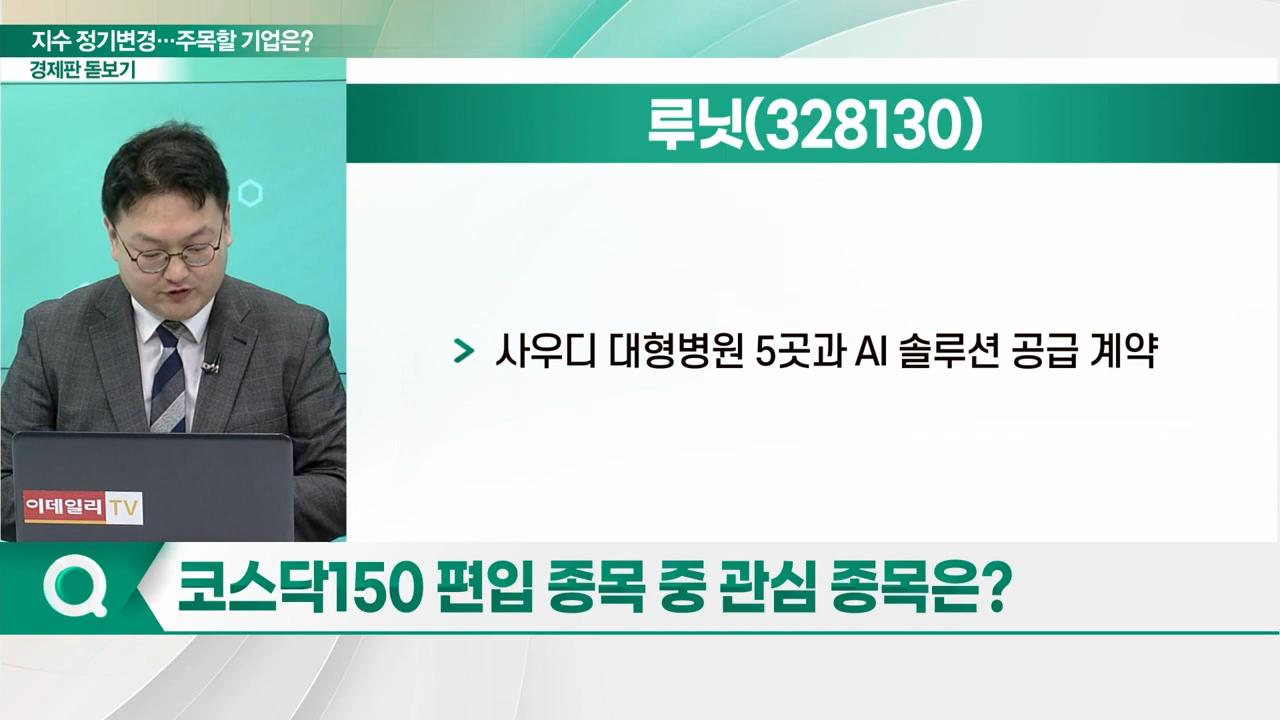 지수 정기변경…주목할 기업은?
경제판 돋보기
루닛(328130)
> 사우디 대형병원 5곳과 AI 솔루션 공급 계약
이데일리 TV
코스닥150 편입 종목 중 관심 종목은?